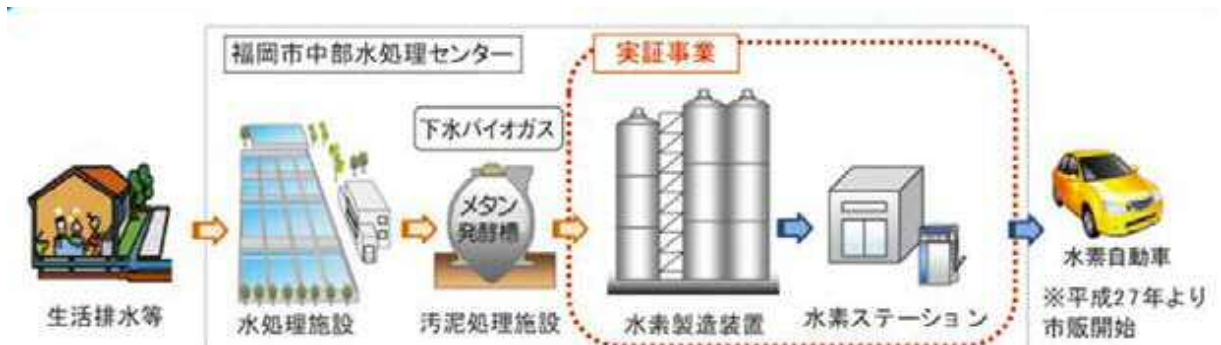 福岡市中部水処理センター
実証事業
下水バイオガス
メタン
発酵槽
生活排水等
水処理施設
汚泥処理施設
水素製造装置
水素ステーション
水素自動車
※平成27年より
市販開始